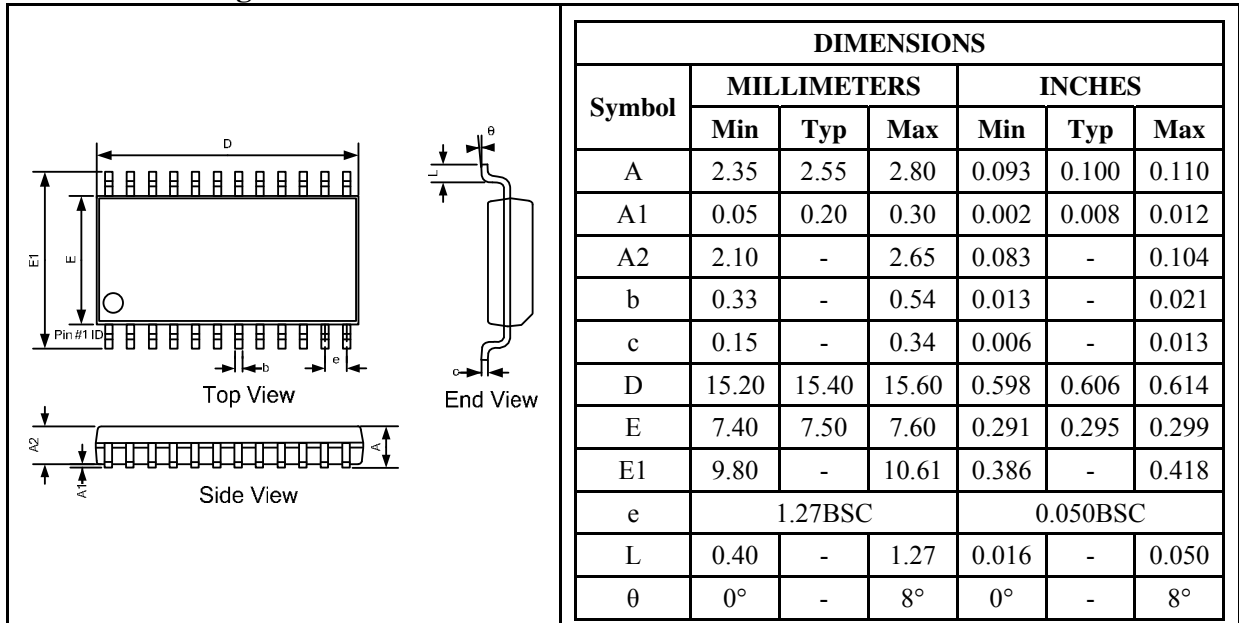 D
θ
L
E1
E
Pin #1 ID
b
e
c
Top View
End View
A2
A1
A
Side View
DIMENSIONS
Symbol MILLIMETERS INCHES
Min Typ Max Min Typ Max
A 2.35 2.55 2.80 0.093 0.100 0.110
A1 0.05 0.20 0.30 0.002 0.008 0.012
A2 2.10 - 2.65 0.083 - 0.104
b 0.33 - 0.54 0.013 - 0.021
c 0.15 - 0.34 0.006 - 0.013
D 15.20 15.40 15.60 0.598 0.606 0.614
E 7.40 7.50 7.60 0.291 0.295 0.299
E1 9.80 - 10.61 0.386 - 0.418
e 1.27BSC 0.050BSC
L 0.40 - 1.27 0.016 - 0.050
θ 0° - 8° 0° - 8°